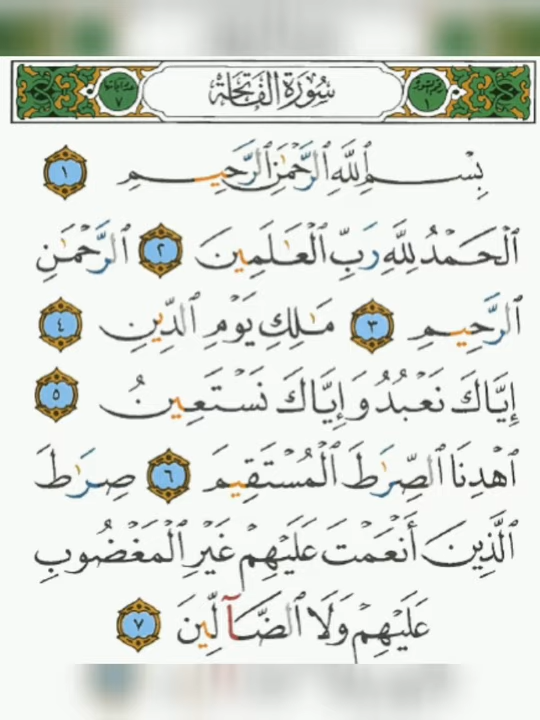 سُورَةُ الفَاتِحَةِ
بِسْمِ ٱللَّهِ ٱلرَّحْمَٰنِ ٱلرَّحِيمِ ١
ٱلْحَمْدُ لِلَّهِ رَبِّ ٱلْعَٰلَمِينَ ٢ ٱلرَّحْمَٰنِ
ٱلرَّحِيمِ ٣ مَٰلِكِ يَوْمِ ٱلدِّينِ ٤
إِيَّاكَ نَعْبُدُ وَإِيَّاكَ نَسْتَعِينُ ٥
ٱهْدِنَا ٱلصِّرَٰطَ ٱلْمُسْتَقِيمَ ٦ صِرَٰطَ
ٱلَّذِينَ أَنْعَمْتَ عَلَيْهِمْ غَيْرِ ٱلْمَغْضُوبِ
عَلَيْهِمْ وَلَا ٱلضَّآلِّينَ ٧